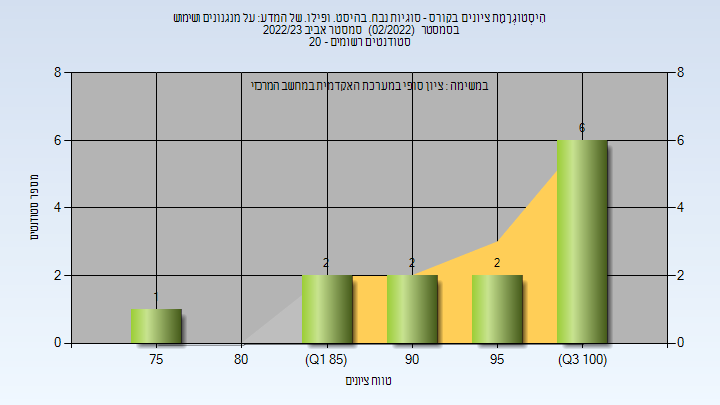 היסטוגרמת ציונים בקורס - סוגיות נבח. בהיסט. ופילו. של המדע: על מנגנונים ושימוש
בסמסטר (02/2022) סמסטר אביב 2022/23
סטודנטים רשומים - 20
במשימה : ציון סופי במערכת האקדמית במחשב המרכזי
מספר סטודנטים
8 8
6 6
4 4
2 2
0 0
1 2 2 2 6
75 80 (Q1 85) 90 95 (Q3 100)
טווח ציונים